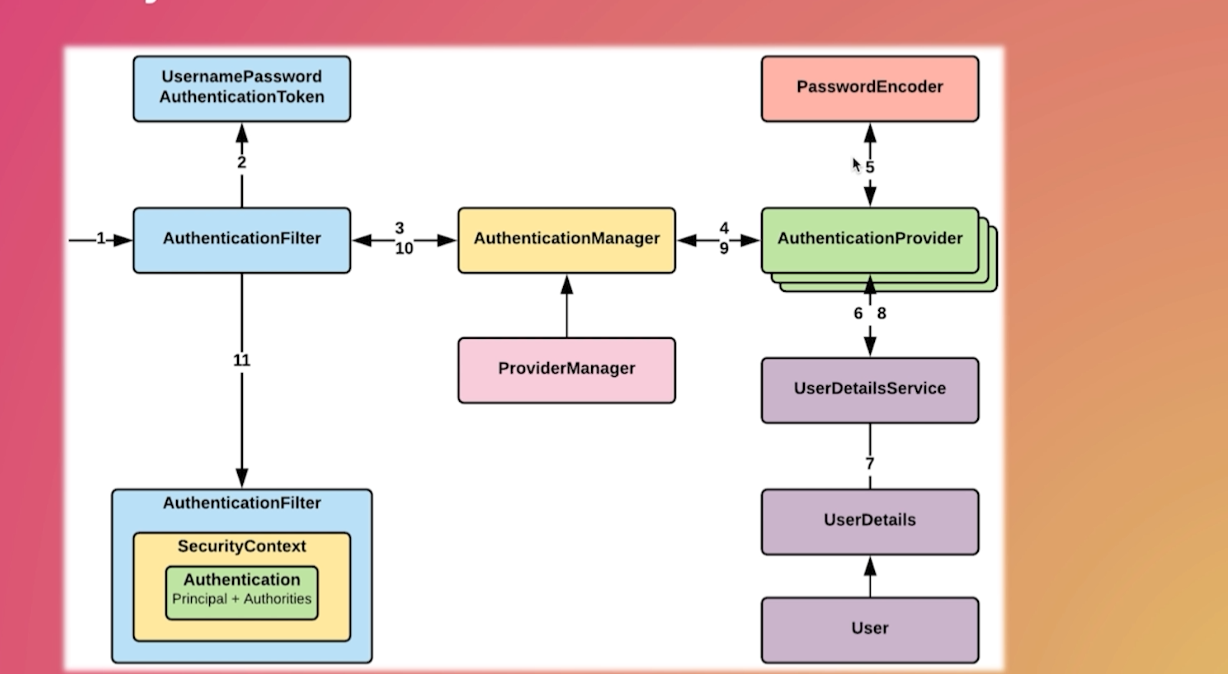 UsernamePassword
AuthenticationToken
PasswordEncoder
2
5
1
AuthenticationFilter
3
10
AuthenticationManager
4
9
AuthenticationProvider
6 8
11
ProviderManager
UserDetailsService
7
AuthenticationFilter
SecurityContext
Authentication
Principal + Authorities
UserDetails
User